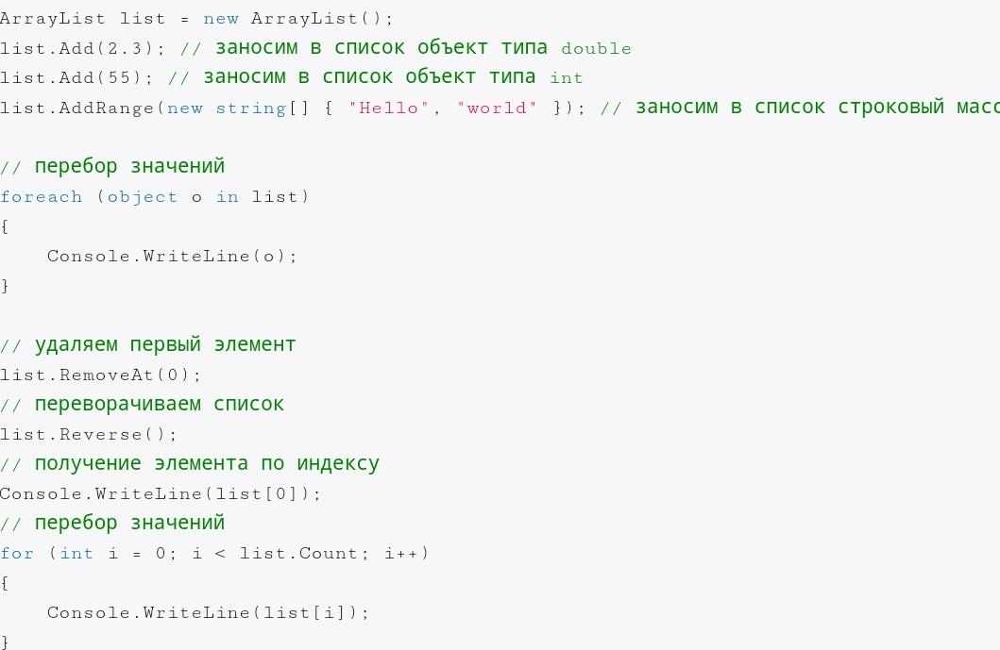 ArrayList list = new ArrayList();
list.Add(2.3); // заносим в список объект типа double
list.Add(55); // заносим в список объект типа int
list.AddRange(new string[] { "Hello", "world" }); // заносим в список строковый
// перебор значений
foreach (object o in list)
{
    Console.WriteLine(o);
}
// удаляем первый элемент
list.RemoveAt(0);
// переворачиваем список
list.Reverse();
// получение элемента по индексу
Console.WriteLine(list[0]);
// перебор значений
for (int i = 0; i < list.Count; i++)
{
    Console.WriteLine(list[i]);
}